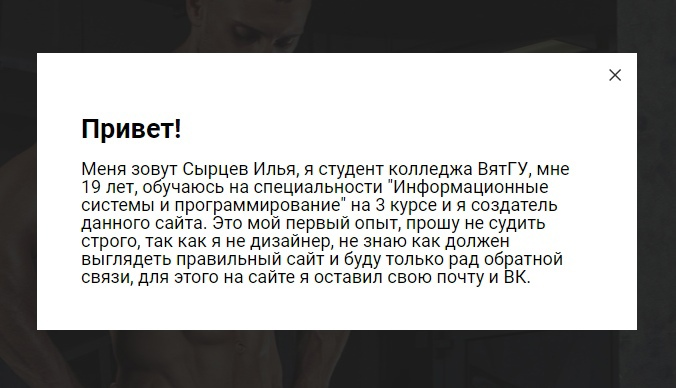 Привет!
Меня зовут Сырцев Илья, я студент колледжа ВятГУ, мне
19 лет, обучаюсь на специальности "Информационные
системы и программирование" на 3 курсе и я создатель
данного сайта. Это мой первый опыт, прошу не судить
строго, так как я не дизайнер, не знаю как должен
выглядеть правильный сайт и буду только рад обратной
связи, для этого на сайте я оставил свою почту и ВК.